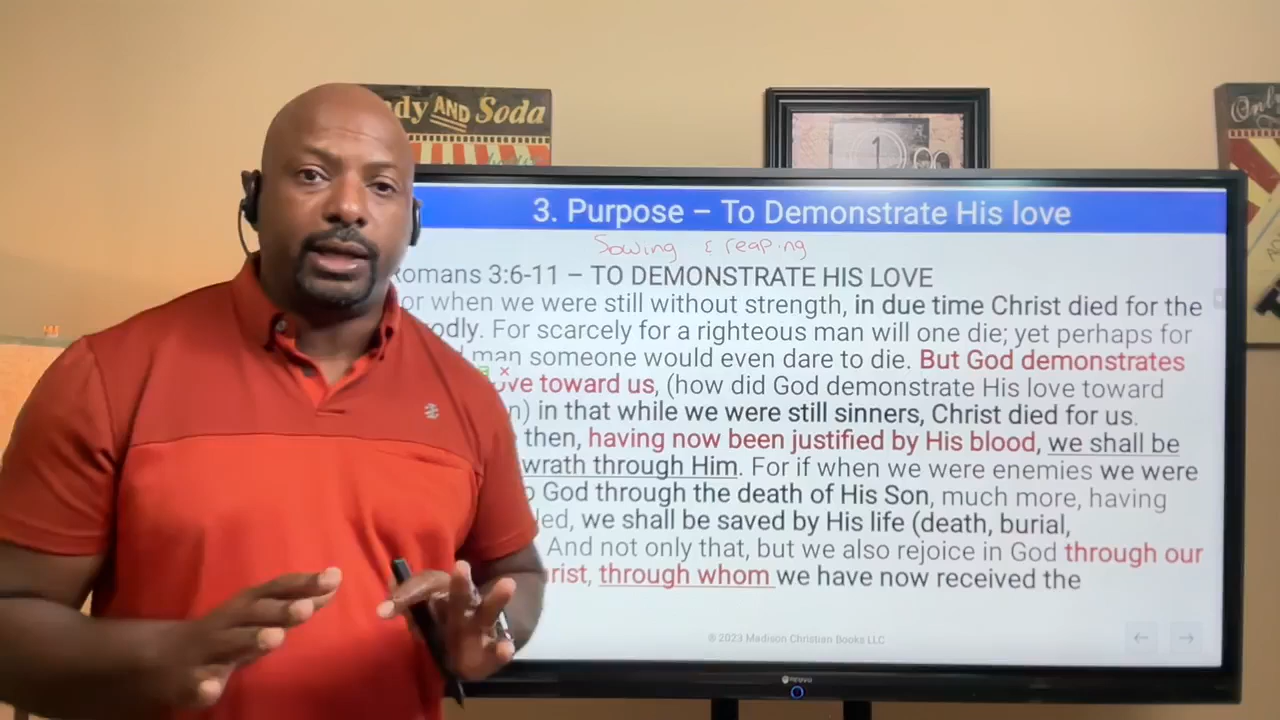 dy AND Soda
Only
1
3. Purpose – To Demonstrate His love
Sowing & reaping
Romans 3:6-11 – TO DEMONSTRATE HIS LOVE
or when we were still without strength, in due time Christ died for the
odly. For scarcely for a righteous man will one die; yet perhaps for
man someone would even dare to die. But God demonstrates
ove toward us, (how did God demonstrate His love toward
n) in that while we were still sinners, Christ died for us.
then, having now been justified by His blood, we shall be
wrath through Him. For if when we were enemies we were
o God through the death of His Son, much more, having
led, we shall be saved by His life (death, burial,
And not only that, but we also rejoice in God through our
rist, through whom we have now received the
© 2023 Madison Christian Books LLC